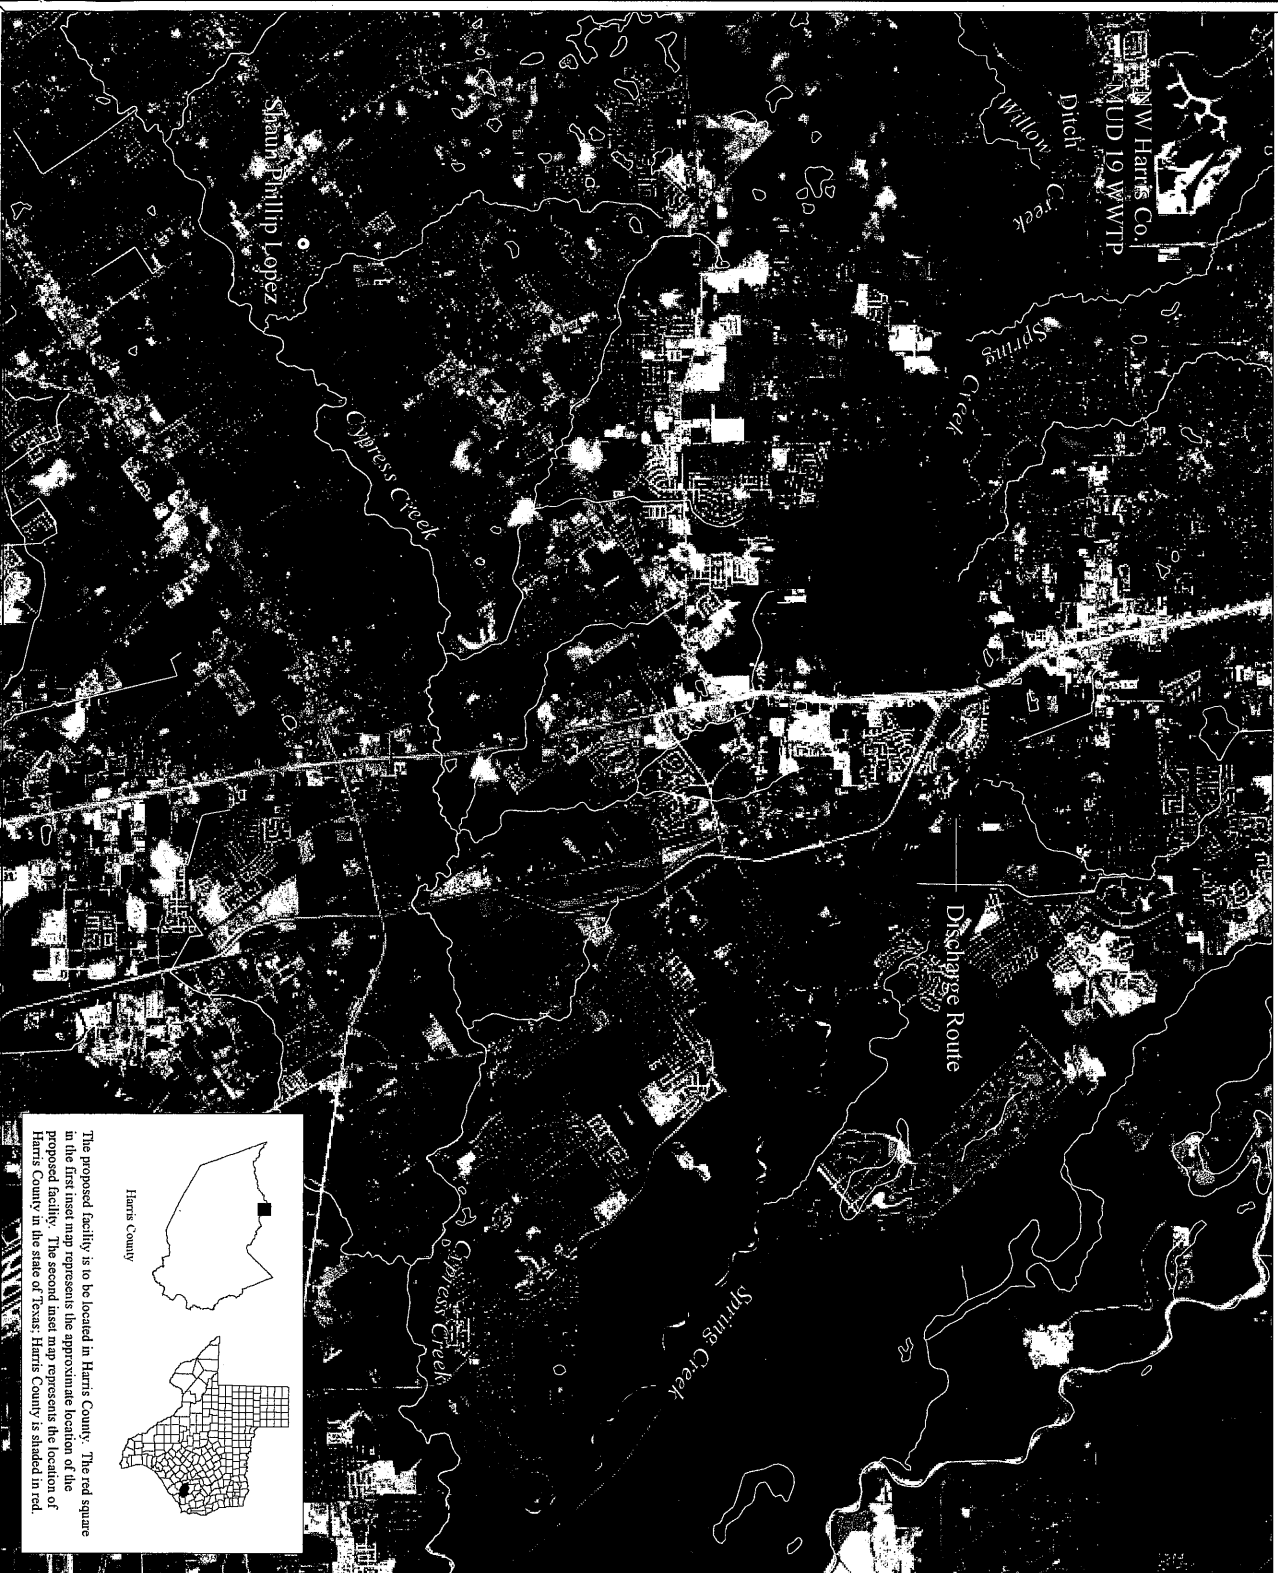 NW Harris Co.
MUD 19 WWTP
Ditch
Willow
Creek
Spring
Creek
Discharge Route
Shaun Phillip Lopez
Cypress Creek
Spring Creek
Cypress Creek
Harris County
The proposed facility is to be located in Harris County. The red square
in the first inset map represents the approximate location of the
proposed facility. The second inset map represents the location of
Harris County in the state of Texas; Harris County is shaded in red.